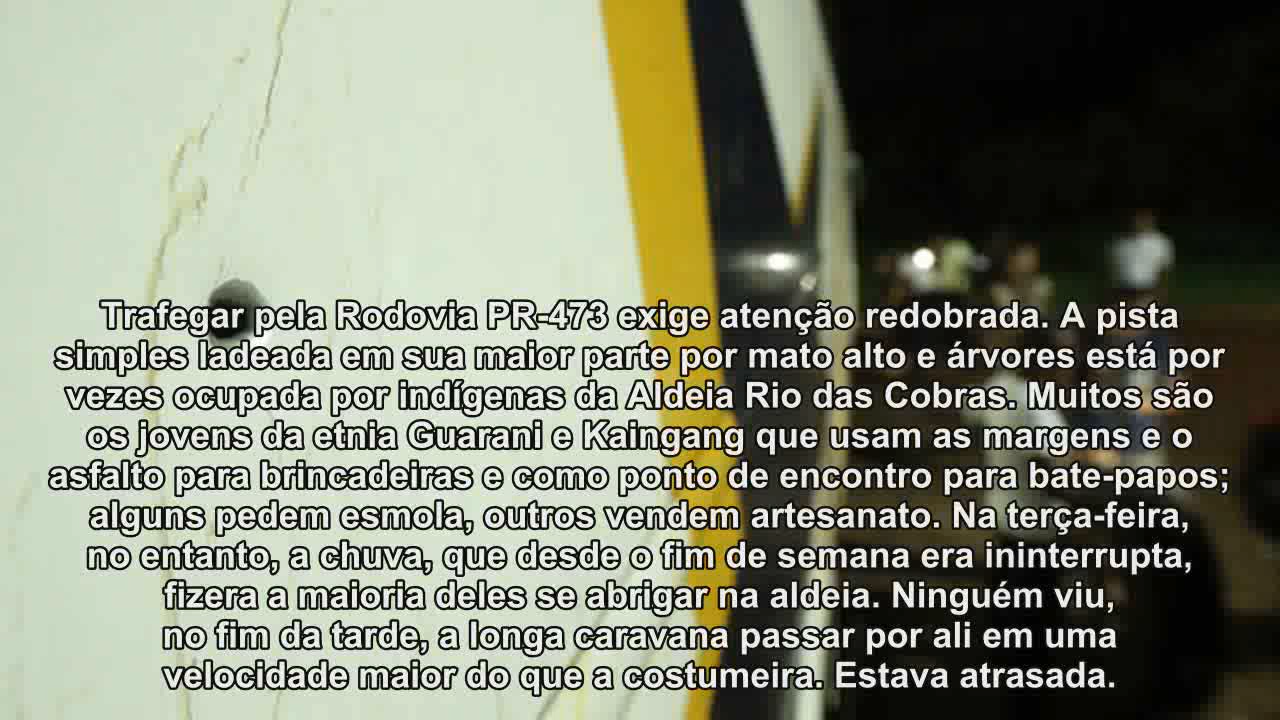 Trafegar pela Rodovia PR-473 exige atenção redobrada. A pista
simples ladeada em sua maior parte por mato alto e árvores está por
vezes ocupada por indígenas da Aldeia Rio das Cobras. Muitos são
os jovens da etnia Guarani e Kaingang que usam as margens e o
asfalto para brincadeiras e como ponto de encontro para bate-papos;
alguns pedem esmola, outros vendem artesanato. Na terça-feira,
no entanto, a chuva, que desde o fim de semana era ininterrupta,
fizera a maioria deles se abrigar na aldeia. Ninguém viu,
no fim da tarde, a longa caravana passar por ali em uma
velocidade maior do que a costumeira. Estava atrasada.